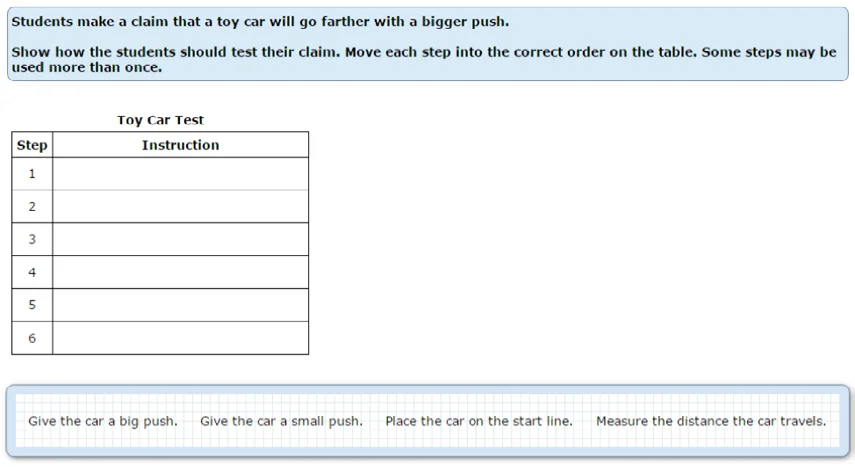 Students make a claim that a toy car will go farther with a bigger push.
Show how the students should test their claim. Move each step into the correct order on the table. Some steps may be
used more than once.
Toy Car Test
Step Instruction
1
2
3
4
5
6
Give the car a big push. Give the car a small push. Place the car on the start line. Measure the distance the car travels.